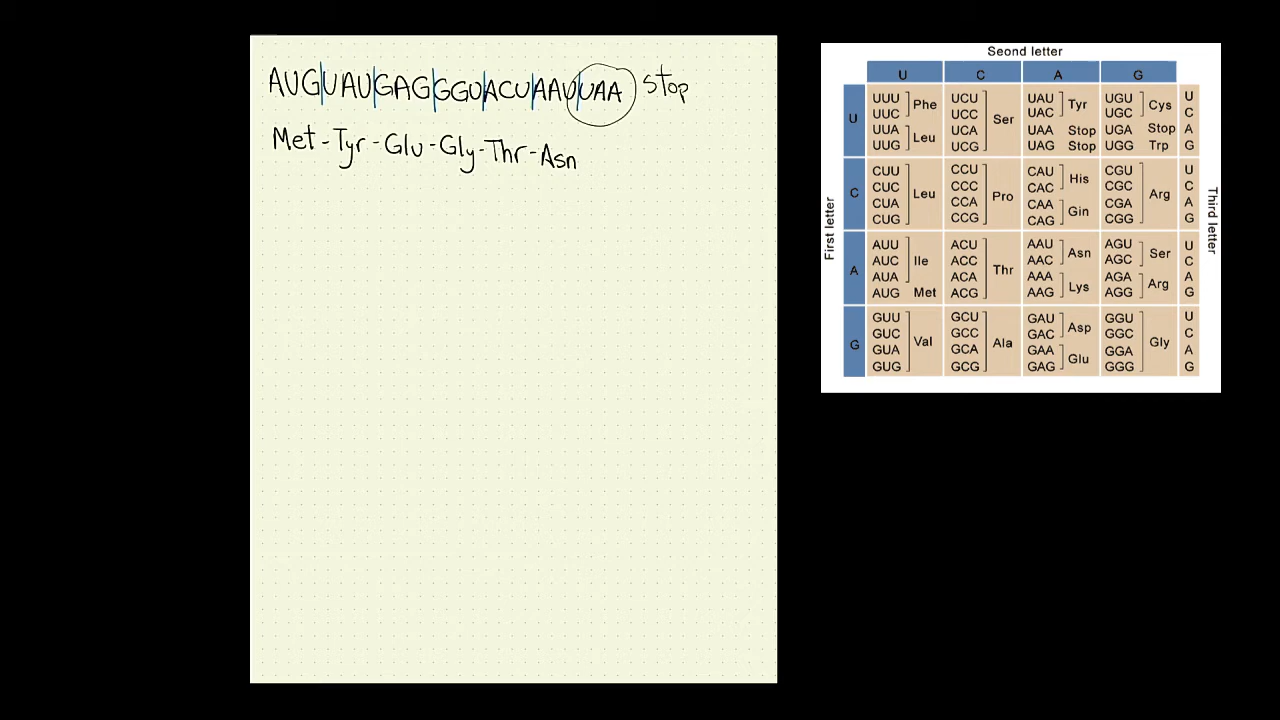 AUGUAUGAGGGUACUAAUUAA Stop
Met-Tyr-Glu-Gly-Thr-Asn
Seond letter
U C A G
First letter
Third letter
U
UUU UCU UAU UGU U
UUC Phe UCC UAC Tyr UGC Cys C
UUA UCA Ser UAA Stop UGA Stop A
UUG Leu UCG UAG Stop UGG Trp G
C
CUU CCU CAU CGU U
CUC CCC CAC His CGC C
CUA Leu CCA Pro CAA CGA Arg A
CUG CCG CAG Gin CGG G
A
AUU ACU AAU AGU U
AUC Ile ACC AAC Asn AGC Ser C
AUA ACA Thr AAA AGA A
AUG Met ACG AAG Lys AGG Arg G
G
GUU GCU GAU GGU U
GUC GCC GAC Asp GGC C
GUA Val GCA Ala GAA GGA Gly A
GUG GCG GAG Glu GGG G